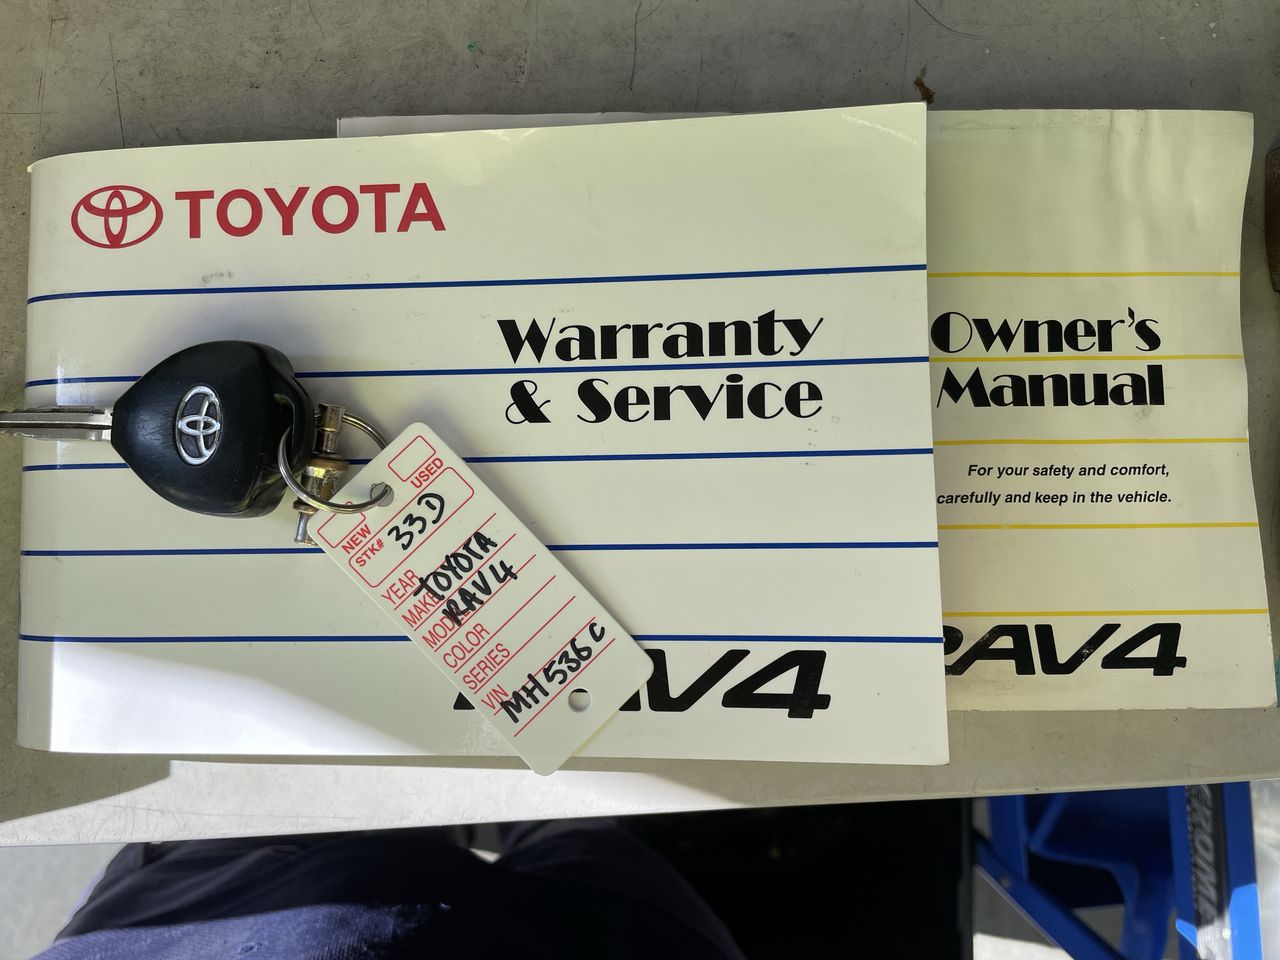 TOYOTA
Warranty
& Service
Owner's
Manual
For your safety and comfort,
carefully and keep in the vehicle.
RAV4
AV4
NEW
USED
STK# 33D
YEAR
MAKE TOYOTA
MODEL RAV4
COLOR
SERIES
VIN MH536C